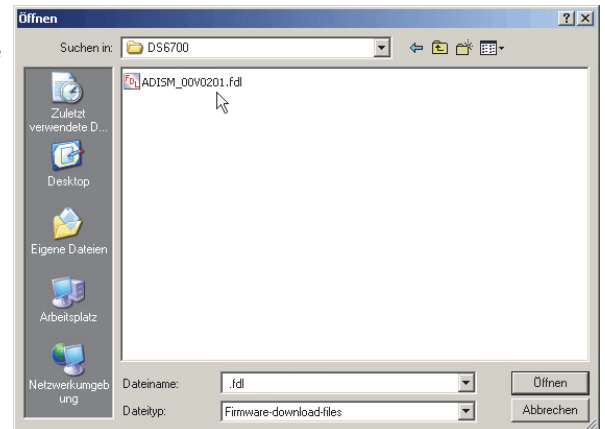 Öffnen
Suchen in: DS6700
ADISM_00V0201.fdl
Zuletzt
verwendete D...
Desktop
Eigene Dateien
Arbeitsplatz
Netzwerkumgeb
ung
Dateiname: .fdl Öffnen
Dateityp: Firmware-download-files Abbrechen